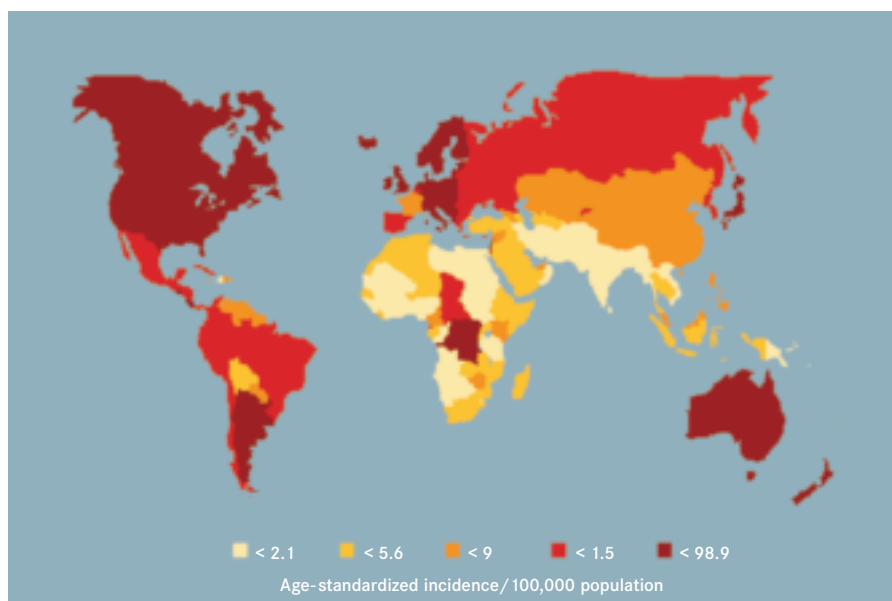 < 2.1 < 5.6 < 9 < 1.5 < 98.9
Age-standardized incidence/100,000 population